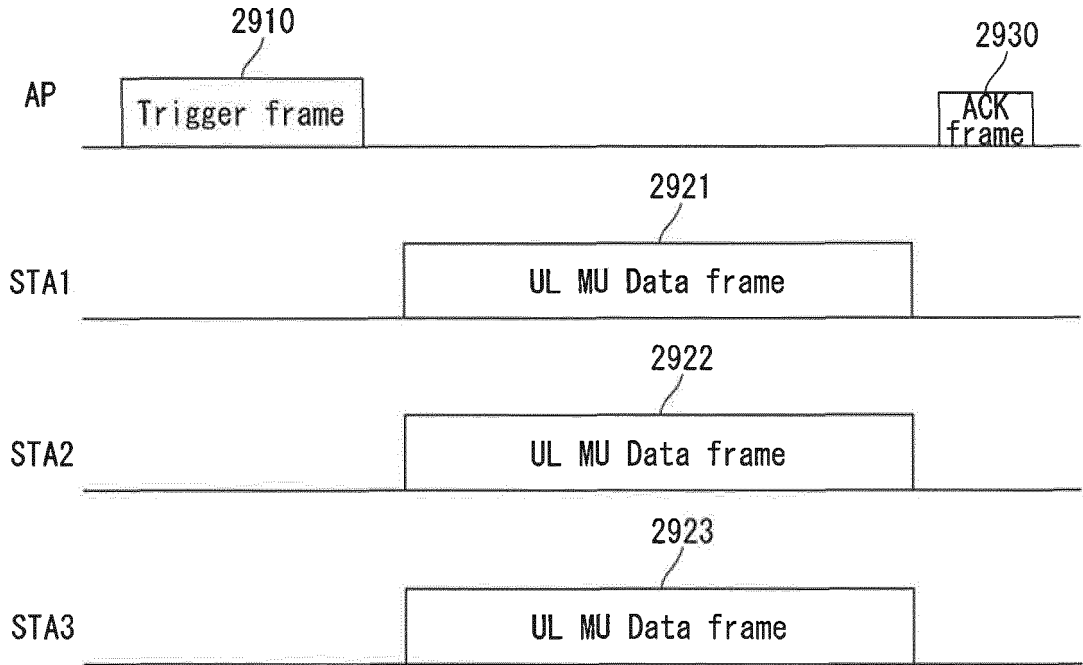 2910
2930
AP
Trigger frame
ACK
frame
2921
STA1
UL MU Data frame
2922
STA2
UL MU Data frame
2923
STA3
UL MU Data frame